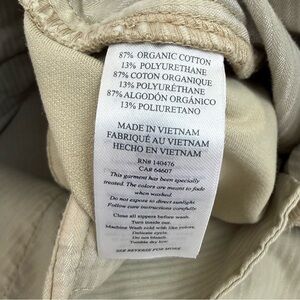 87% ORGANIC COTTON
13% POLYURETHANE
87% COTON ORGANIQUE
13% POLYURÉTHANE
87% ALGODÓN ORGÁNICO
13% POLIURETANO
MADE IN VIETNAM
FABRIQUÉ AU VIETNAM
HECHO EN VIETNAM
RN# 140476
CA# 54607
This garment has been specially
treated. The colors are meant to fade
when washed.
Do not expose to direct sunlight
Follow care instructions carefully.
Close all zippers before wash.
Turn inside out.
Machine Wash cold with like colors.
Delicate cycle.
Do not bleach.
Tumble dry low.
SEE REVERSE FOR MORE